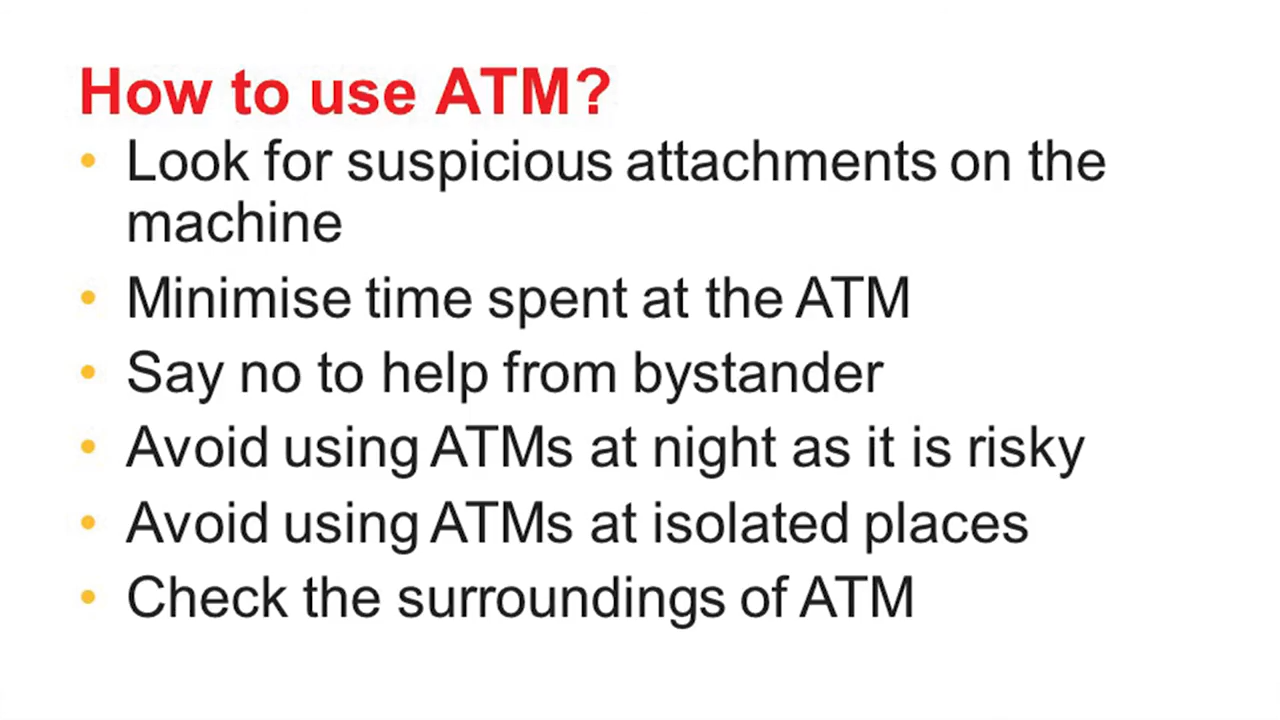 How to use ATM?
• Look for suspicious attachments on the
machine
• Minimise time spent at the ATM
• Say no to help from bystander
• Avoid using ATMs at night as it is risky
• Avoid using ATMs at isolated places
• Check the surroundings of ATM